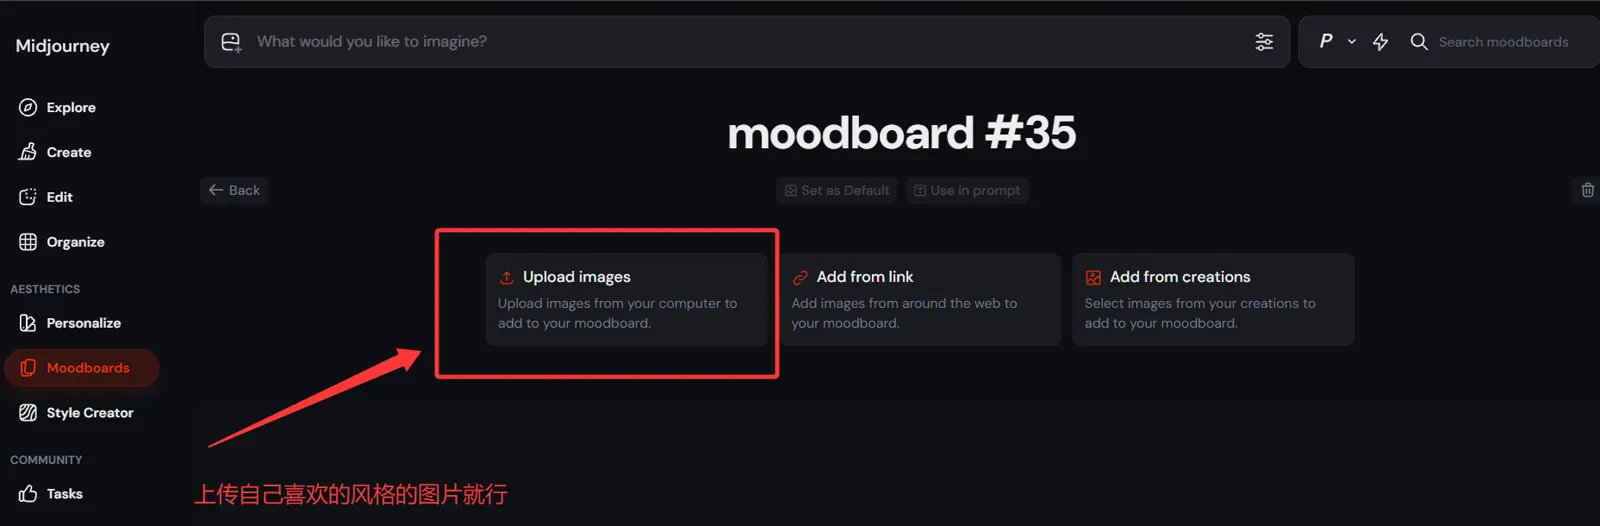 Midjourney
What would you like to imagine?
P
Search moodboards
Explore
Create
Edit
Organize
AESTHETICS
Personalize
Moodboards
Style Creator
COMMUNITY
Tasks
moodboard #35
Back
Set as Default
Use in prompt
Upload images
Upload images from your computer to
add to your moodboard.
Add from link
Add images from around the web to
your moodboard.
Add from creations
Select images from your creations to
add to your moodboard.
上传自己喜欢的风格的图片就行